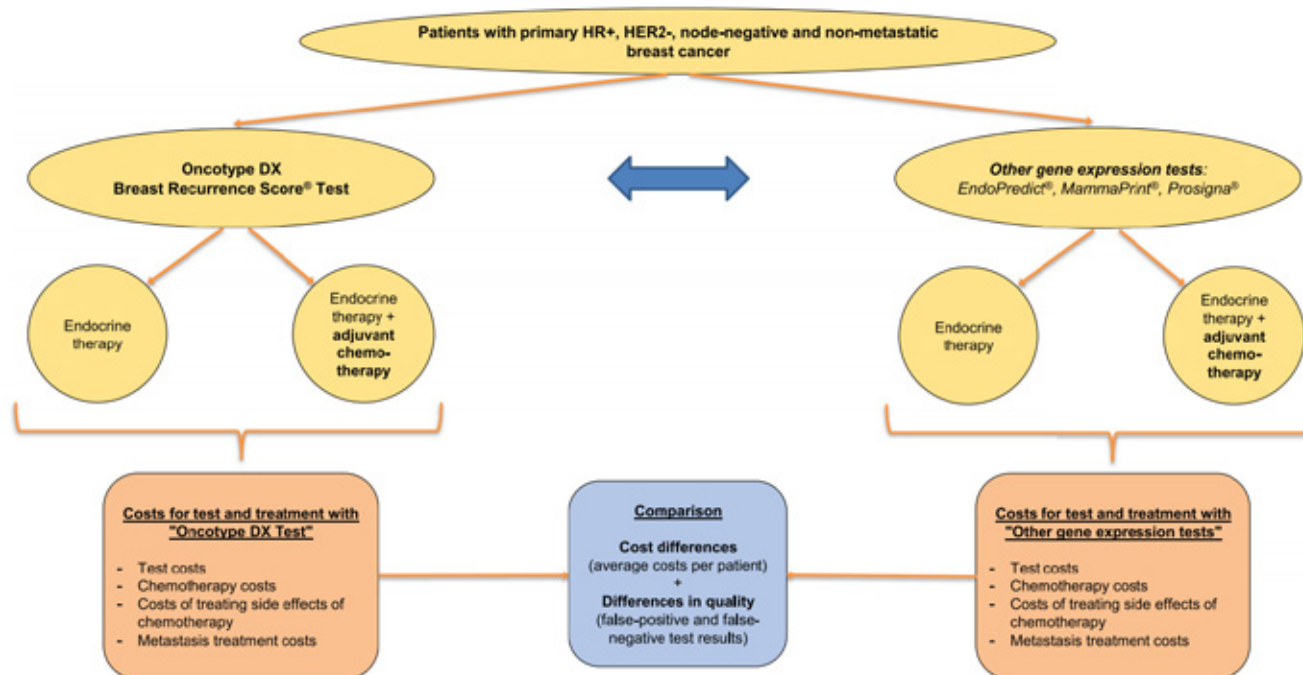 Patients with primary HR+, HER2-, node-negative and non-metastatic
breast cancer
Oncotype DX
Breast Recurrence Score® Test
Other gene expression tests:
EndoPredict®, MammaPrint®, Prosigna®
Endocrine
therapy
Endocrine
therapy +
adjuvant
chemo-
therapy
Endocrine
therapy
Endocrine
therapy +
adjuvant
chemo-
therapy
Costs for test and treatment with
"Oncotype DX Test"
- Test costs
- Chemotherapy costs
- Costs of treating side effects of
chemotherapy
- Metastasis treatment costs
Comparison
Cost differences
(average costs per patient)
+
Differences in quality
(false-positive and false-
negative test results)
Costs for test and treatment with
"Other gene expression tests"
- Test costs
- Chemotherapy costs
- Costs of treating side effects of
chemotherapy
- Metastasis treatment costs